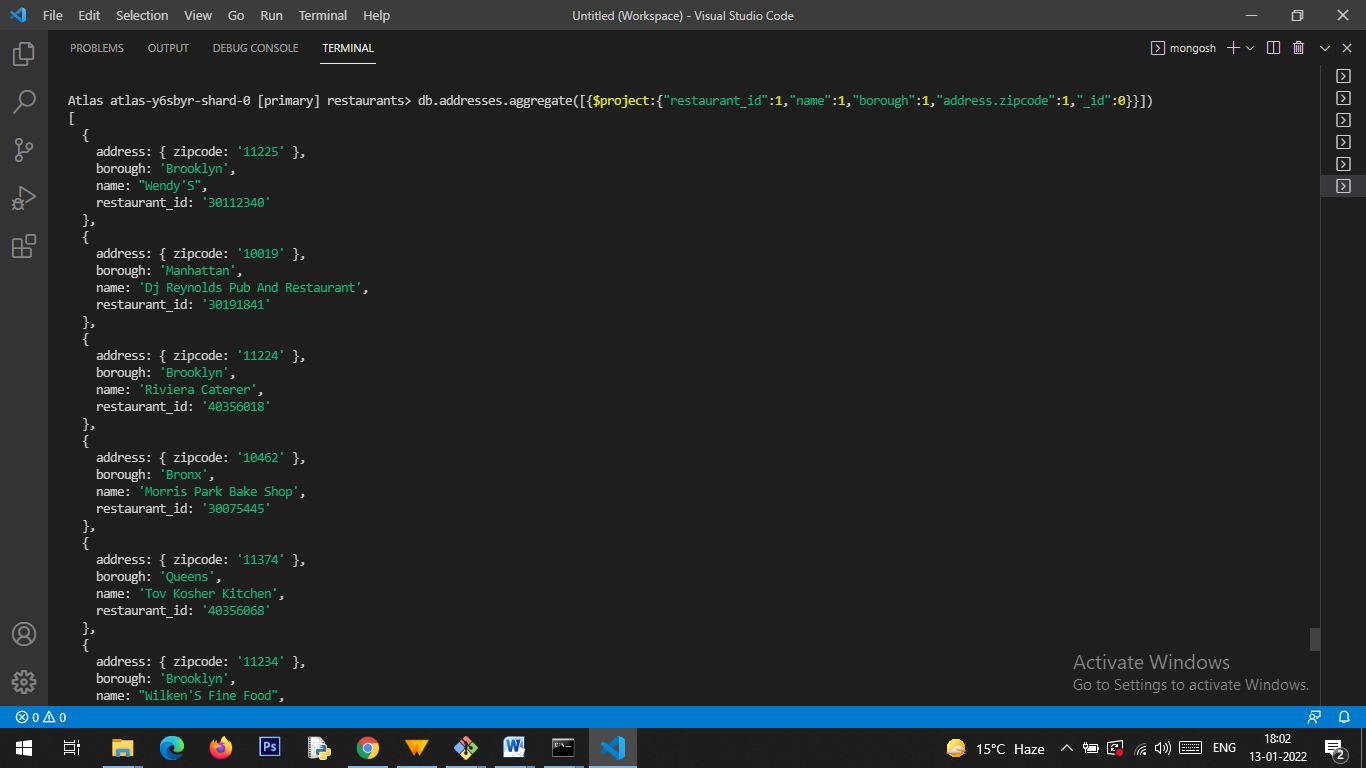 File Edit Selection View Go Run Terminal Help Untitled (Workspace) - Visual Studio Code
PROBLEMS OUTPUT DEBUG CONSOLE TERMINAL mongosh
Atlas atlas-y6sbyr-shard-0 [primary] restaurants> db.addresses.aggregate([{$project:{"restaurant_id":1,"name":1,"borough":1,"address.zipcode":1,"_id":0}}])
[
{
address: { zipcode: '11225' },
borough: 'Brooklyn',
name: "Wendy'S",
restaurant_id: '30112340'
},
{
address: { zipcode: '10019' },
borough: 'Manhattan',
name: 'Dj Reynolds Pub And Restaurant',
restaurant_id: '30191841'
},
{
address: { zipcode: '11224' },
borough: 'Brooklyn',
name: 'Riviera Caterer',
restaurant_id: '40356018'
},
{
address: { zipcode: '10462' },
borough: 'Bronx',
name: 'Morris Park Bake Shop',
restaurant_id: '30075445'
},
{
address: { zipcode: '11374' },
borough: 'Queens',
name: 'Tov Kosher Kitchen',
restaurant_id: '40356068'
},
{
address: { zipcode: '11234' },
borough: 'Brooklyn',
name: "Wilken'S Fine Food",
Activate Windows
Go to Settings to activate Windows.
0 0
Ps
W
15°C Haze ENG 18:02
13-01-2022
2